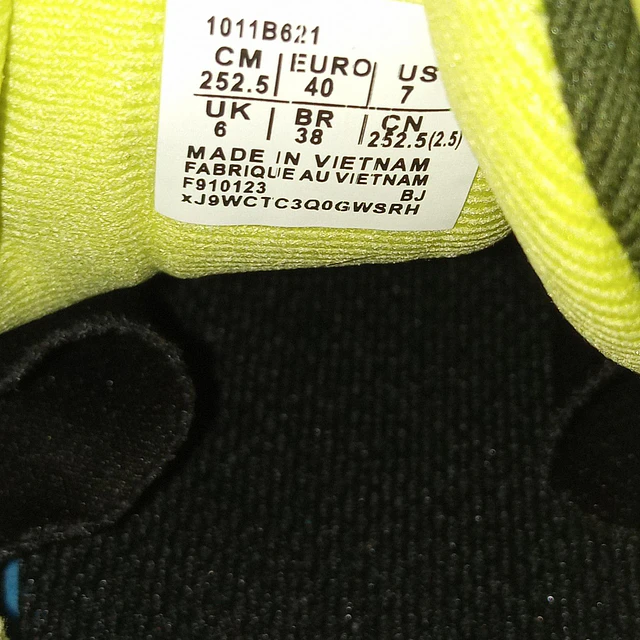 1011B621
CM EURO US
252.5 40 7
UK BR CN
6 38 252.5(2.5)
MADE IN VIETNAM
FABRIQUE AU VIETNAM
F910123 BJ
xJ9WCTC3Q0GWSRH